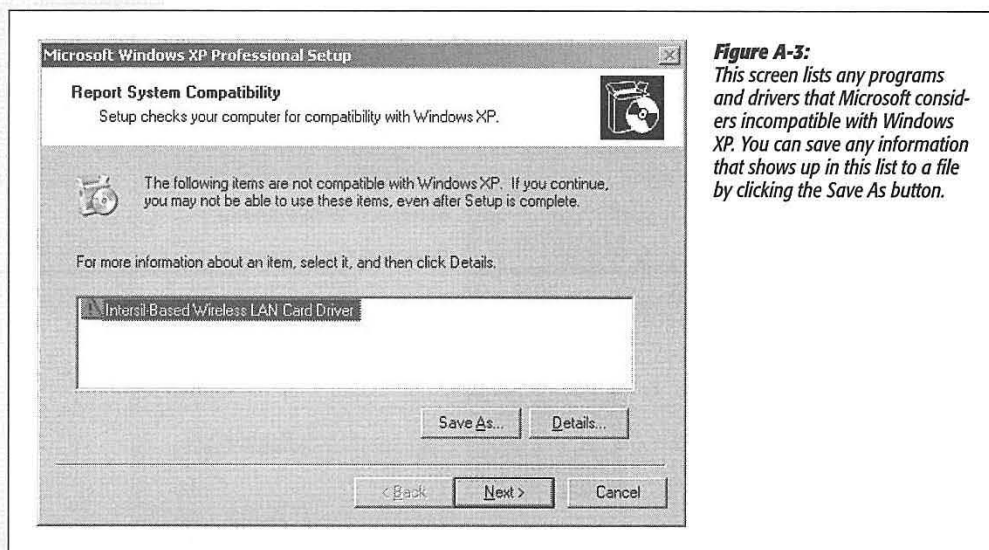 Microsoft Windows XP Professional Setup
Report System Compatibility
Setup checks your computer for compatibility with Windows XP.
The following items are not compatible with Windows XP. If you continue,
you may not be able to use these items, even after Setup is complete.
For more information about an item, select it, and then click Details.
Intersil-Based Wireless LAN Card Driver
Save As...
Details...
< Back
Next >
Cancel
Figure A-3:
This screen lists any programs
and drivers that Microsoft consid-
ers incompatible with Windows
XP. You can save any information
that shows up in this list to a file
by clicking the Save As button.